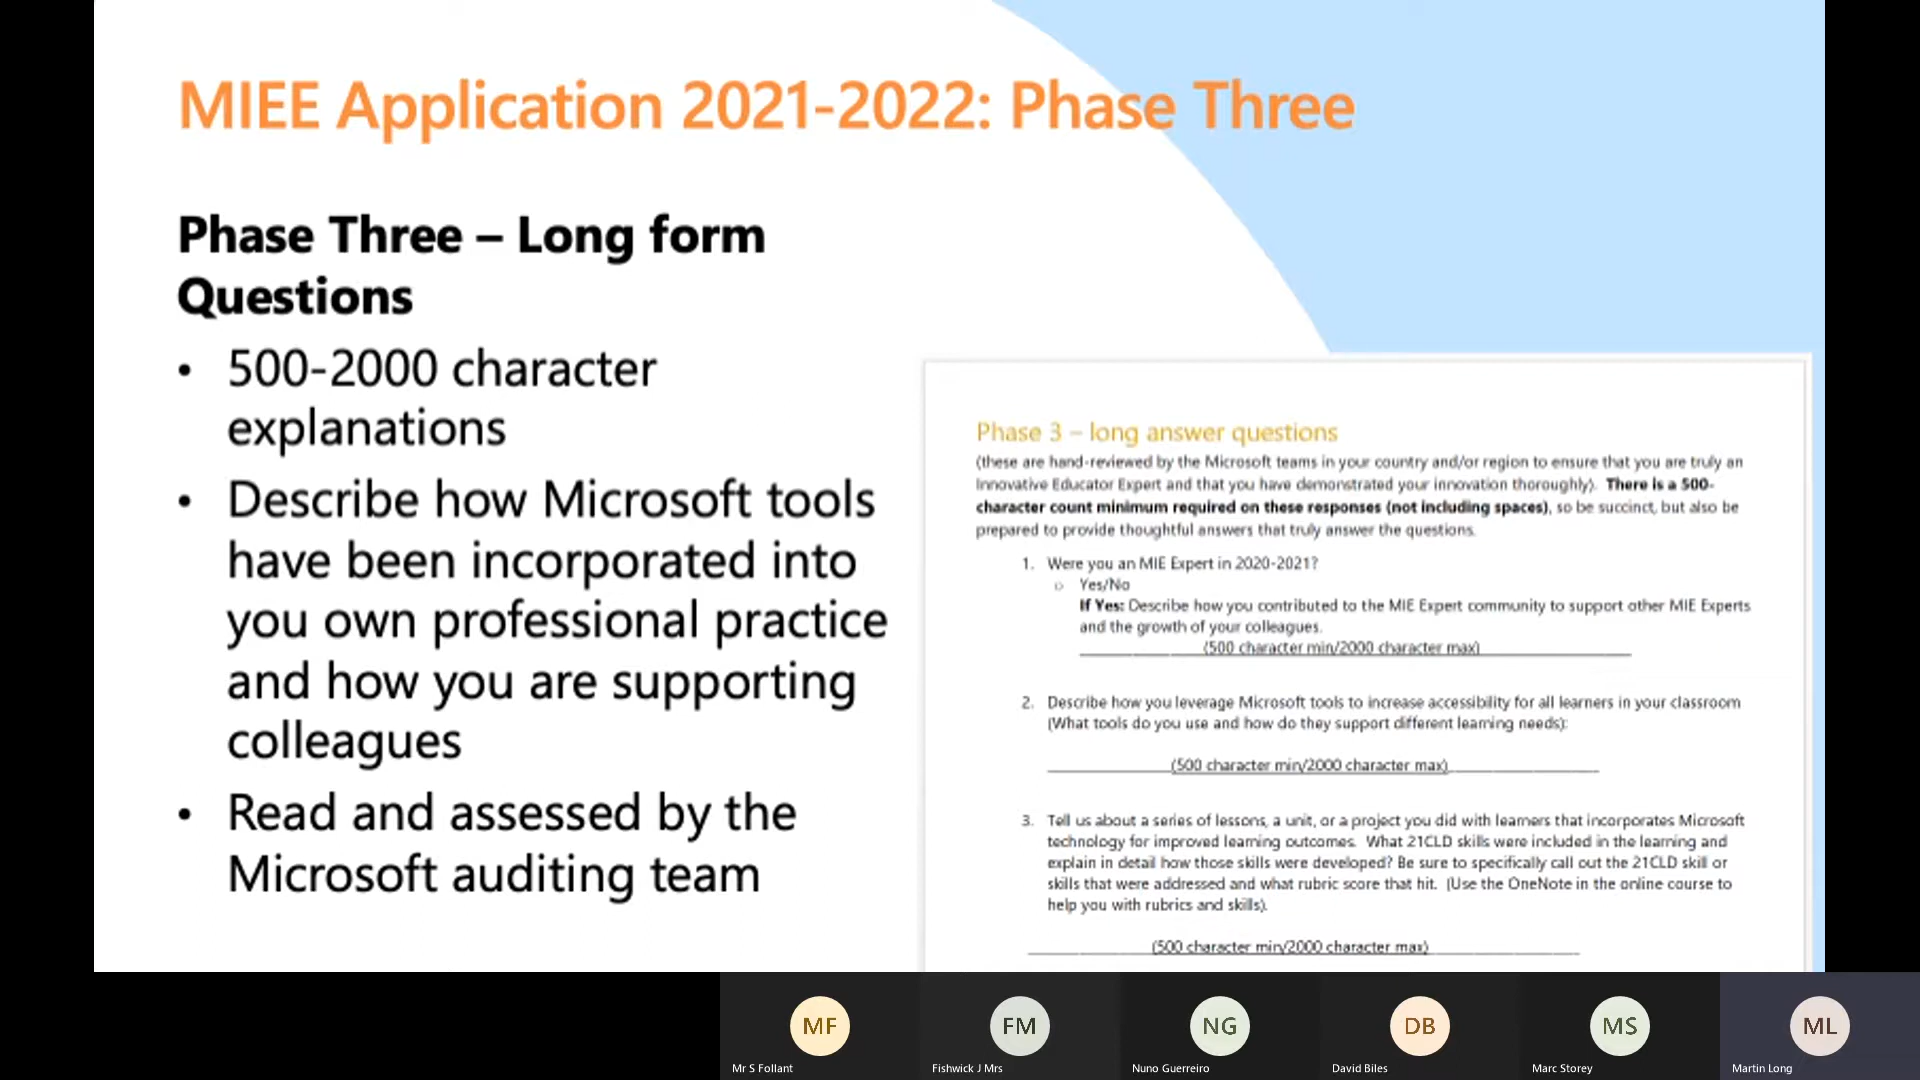 MIEE Application 2021-2022: Phase Three
Phase Three – Long form
Questions
• 500-2000 character
explanations
• Describe how Microsoft tools
have been incorporated into
you own professional practice
and how you are supporting
colleagues
• Read and assessed by the
Microsoft auditing team
Phase 3 – long answer questions
(these are hand-reviewed by the Microsoft teams in your country and/or region to ensure that you are truly an
Innovative Educator Expert and that you have demonstrated your innovation thoroughly). There is a 500-
character count minimum required on these responses (not including spaces), so be succinct, but also be
prepared to provide thoughtful answers that truly answer the questions.
1. Were you an MIE Expert in 2020-2021?
o Yes/No
If Yes: Describe how you contributed to the MIE Expert community to support other MIE Experts
and the growth of your colleagues.
(500 character min/2000 character max)
2. Describe how you leverage Microsoft tools to increase accessibility for all learners in your classroom
(What tools do you use and how do they support different learning needs):
(500 character min/2000 character max)
3. Tell us about a series of lessons, a unit, or a project you did with learners that incorporates Microsoft
technology for improved learning outcomes. What 21CLD skills were included in the learning and
explain in detail how those skills were developed? Be sure to specifically call out the 21CLD skill or
skills that were addressed and what rubric score that hit. (Use the OneNote in the online course to
help you with rubrics and skills).
(500 character min/2000 character max)
MF FM NG DB MS ML
Mr S Follant Fishwick J Mrs Nuno Guerreiro David Biles Marc Storey Martin Long